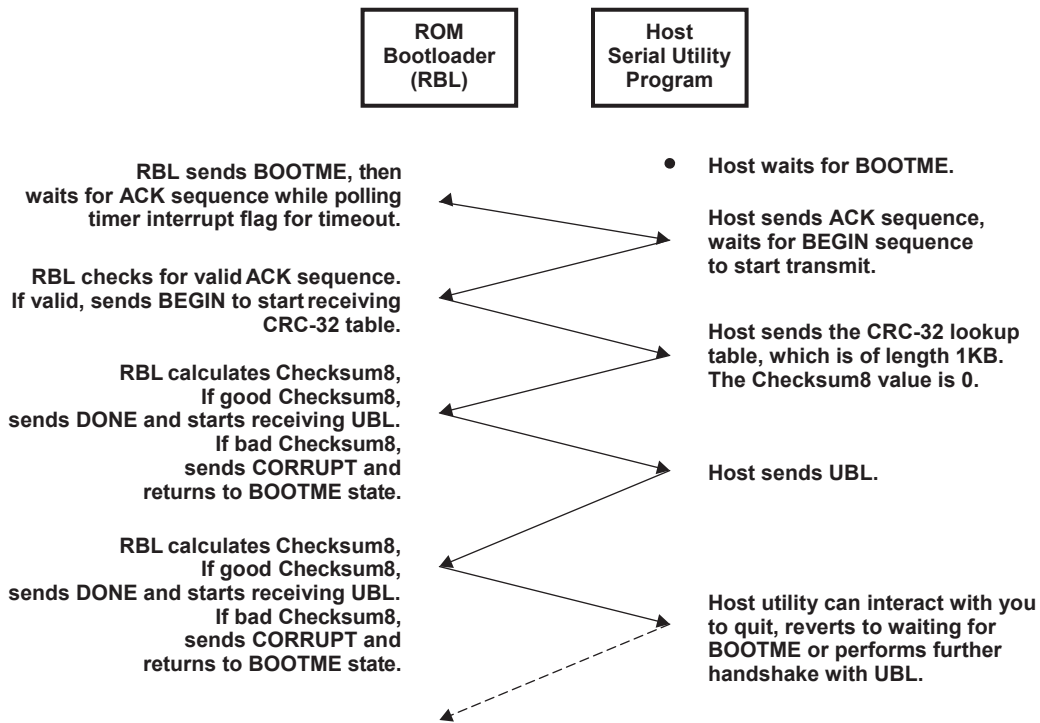 ROM
Bootloader
(RBL)
Host
Serial Utility
Program
RBL sends BOOTME, then
waits for ACK sequence while polling
timer interrupt flag for timeout.
Host waits for BOOTME.
Host sends ACK sequence,
waits for BEGIN sequence
to start transmit.
RBL checks for valid ACK sequence.
If valid, sends BEGIN to start receiving
CRC-32 table.
Host sends the CRC-32 lookup
table, which is of length 1KB.
The Checksum8 value is 0.
RBL calculates Checksum8,
If good Checksum8,
sends DONE and starts receiving UBL.
If bad Checksum8,
sends CORRUPT and
returns to BOOTME state.
Host sends UBL.
RBL calculates Checksum8,
If good Checksum8,
sends DONE and starts receiving UBL.
If bad Checksum8,
sends CORRUPT and
returns to BOOTME state.
Host utility can interact with you
to quit, reverts to waiting for
BOOTME or performs further
handshake with UBL.